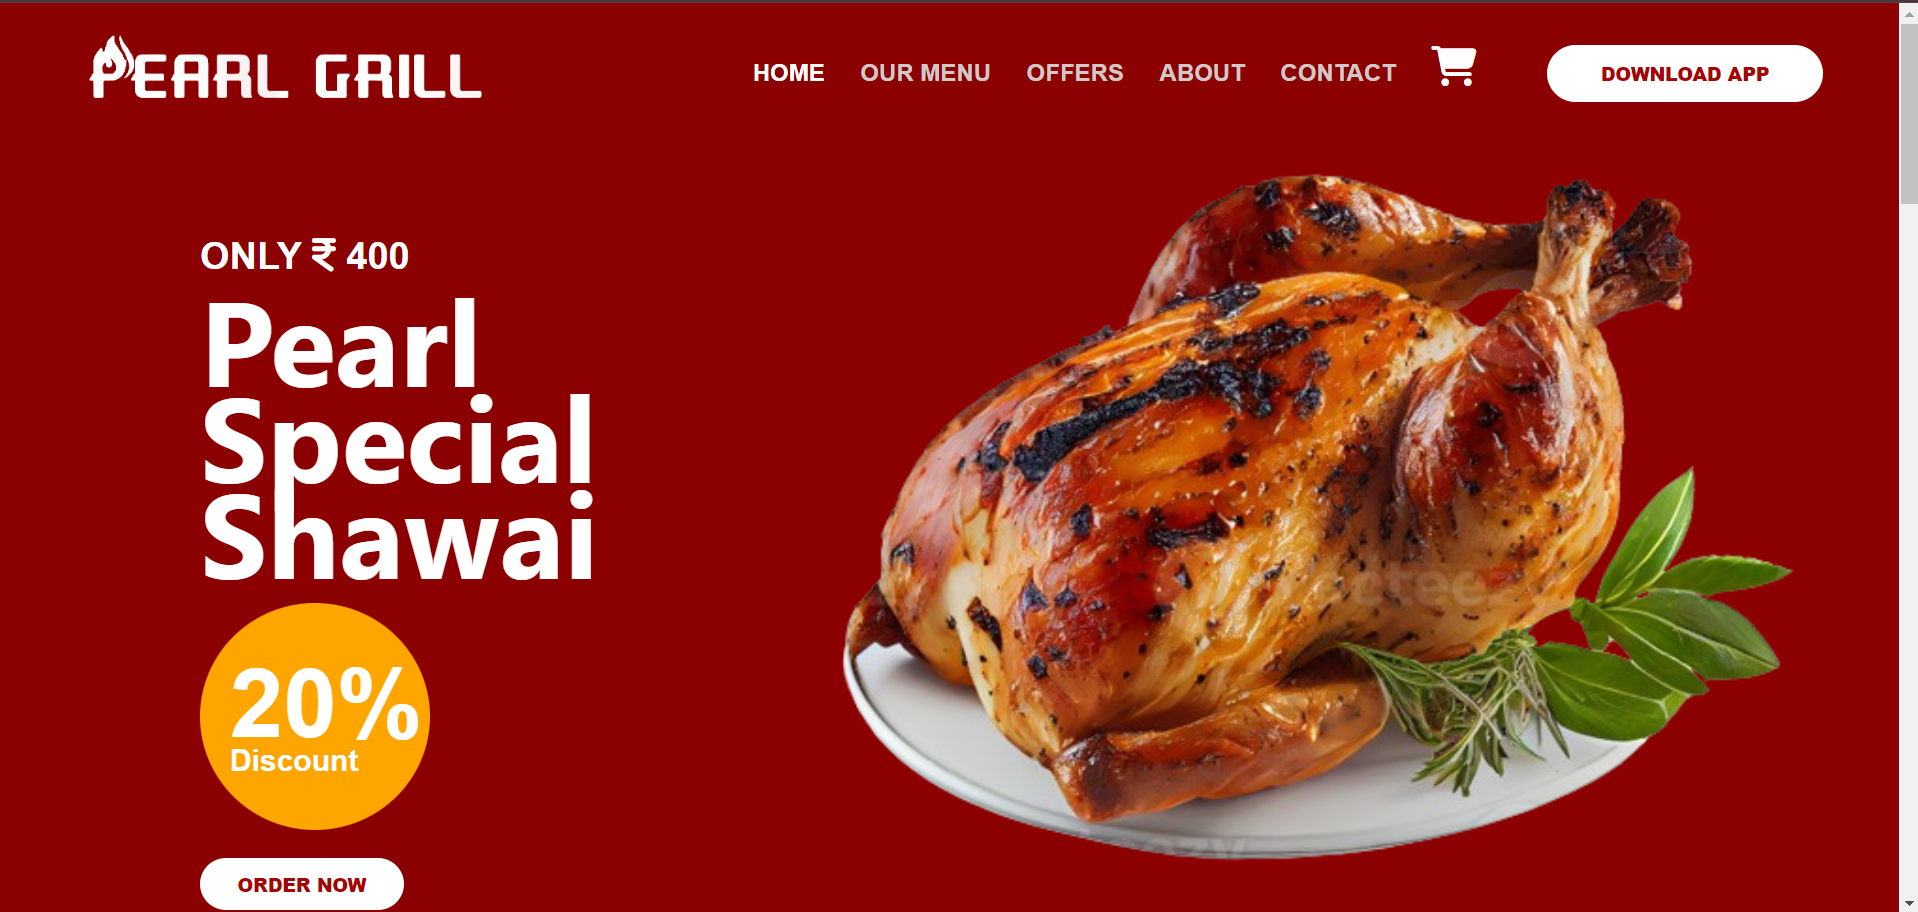 PEARL GRILL
HOME OUR MENU OFFERS ABOUT CONTACT
DOWNLOAD APP
ONLY ₹ 400
Pearl
Special
Shawai
20%
Discount
ORDER NOW